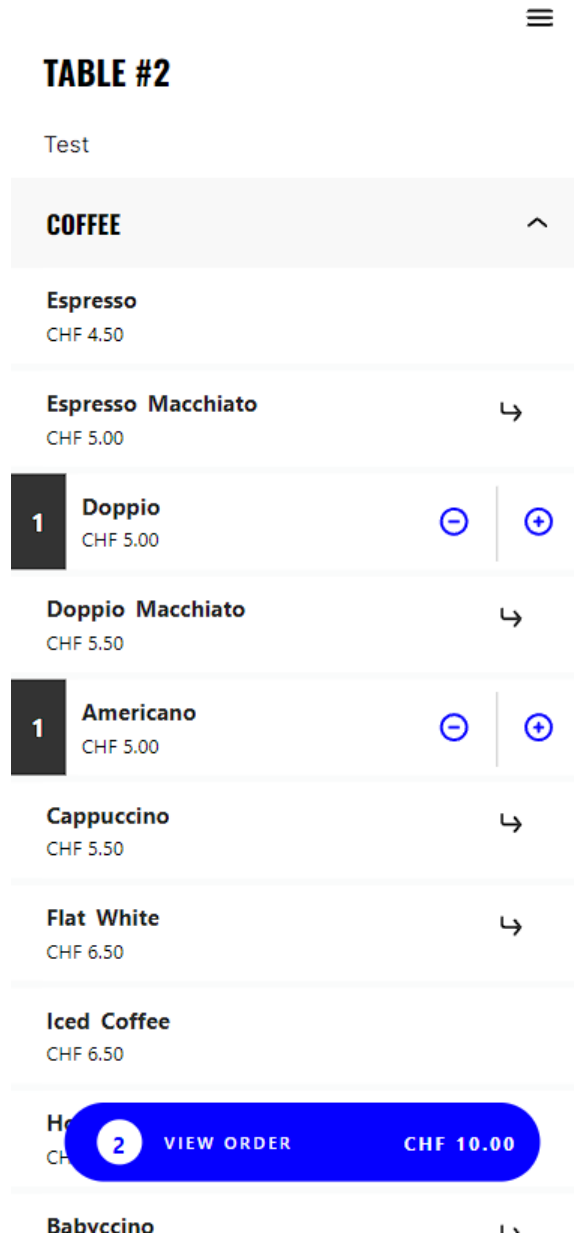 TABLE #2
Test
COFFEE
Espresso
CHF 4.50
Espresso Macchiato
CHF 5.00
1
Doppio
CHF 5.00
Doppio Macchiato
CHF 5.50
1
Americano
CHF 5.00
Cappuccino
CHF 5.50
Flat White
CHF 6.50
Iced Coffee
CHF 6.50
2 VIEW ORDER CHF 10.00
Babyccino